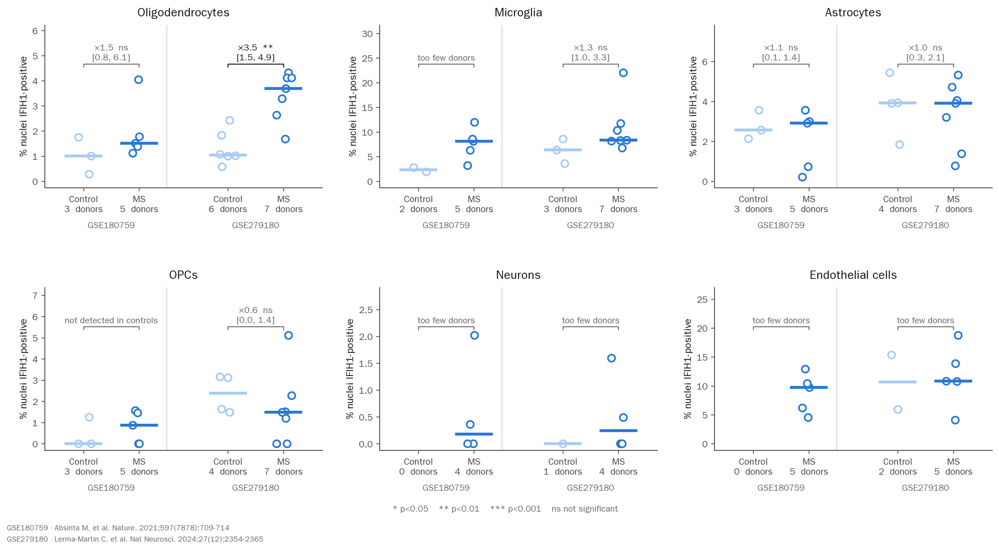 Oligodendrocytes
% nuclei IFIH1-positive
6
5
4
3
2
1
0
×1.5 ns
[0.8, 6.1]
×3.5 **
[1.5, 4.9]
Control
3 donors
MS
5 donors
Control
6 donors
MS
7 donors
GSE180759
GSE279180
Microglia
% nuclei IFIH1-positive
30
25
20
15
10
5
0
too few donors
×1.3 ns
[1.0, 3.3]
Control
2 donors
MS
5 donors
Control
3 donors
MS
7 donors
GSE180759
GSE279180
Astrocytes
% nuclei IFIH1-positive
6
4
2
0
×1.1 ns
[0.1, 1.4]
×1.0 ns
[0.3, 2.1]
Control
3 donors
MS
5 donors
Control
4 donors
MS
7 donors
GSE180759
GSE279180
OPCs
% nuclei IFIH1-positive
7
6
5
4
3
2
1
0
not detected in controls
×0.6 ns
[0.0, 1.4]
Control
3 donors
MS
5 donors
Control
4 donors
MS
7 donors
GSE180759
GSE279180
Neurons
% nuclei IFIH1-positive
2.5
2.0
1.5
1.0
0.5
0.0
too few donors
too few donors
Control
0 donors
MS
4 donors
Control
1 donors
MS
4 donors
GSE180759
GSE279180
Endothelial cells
% nuclei IFIH1-positive
25
20
15
10
5
0
too few donors
too few donors
Control
0 donors
MS
5 donors
Control
2 donors
MS
5 donors
GSE180759
GSE279180
* p<0.05 ** p<0.01 *** p<0.001 ns not significant
GSE180759 · Absinta M, et al. Nature. 2021;597(7878):709-714
GSE279180 · Lerma-Martin C, et al. Nat Neurosci. 2024;27(12):2354-2365